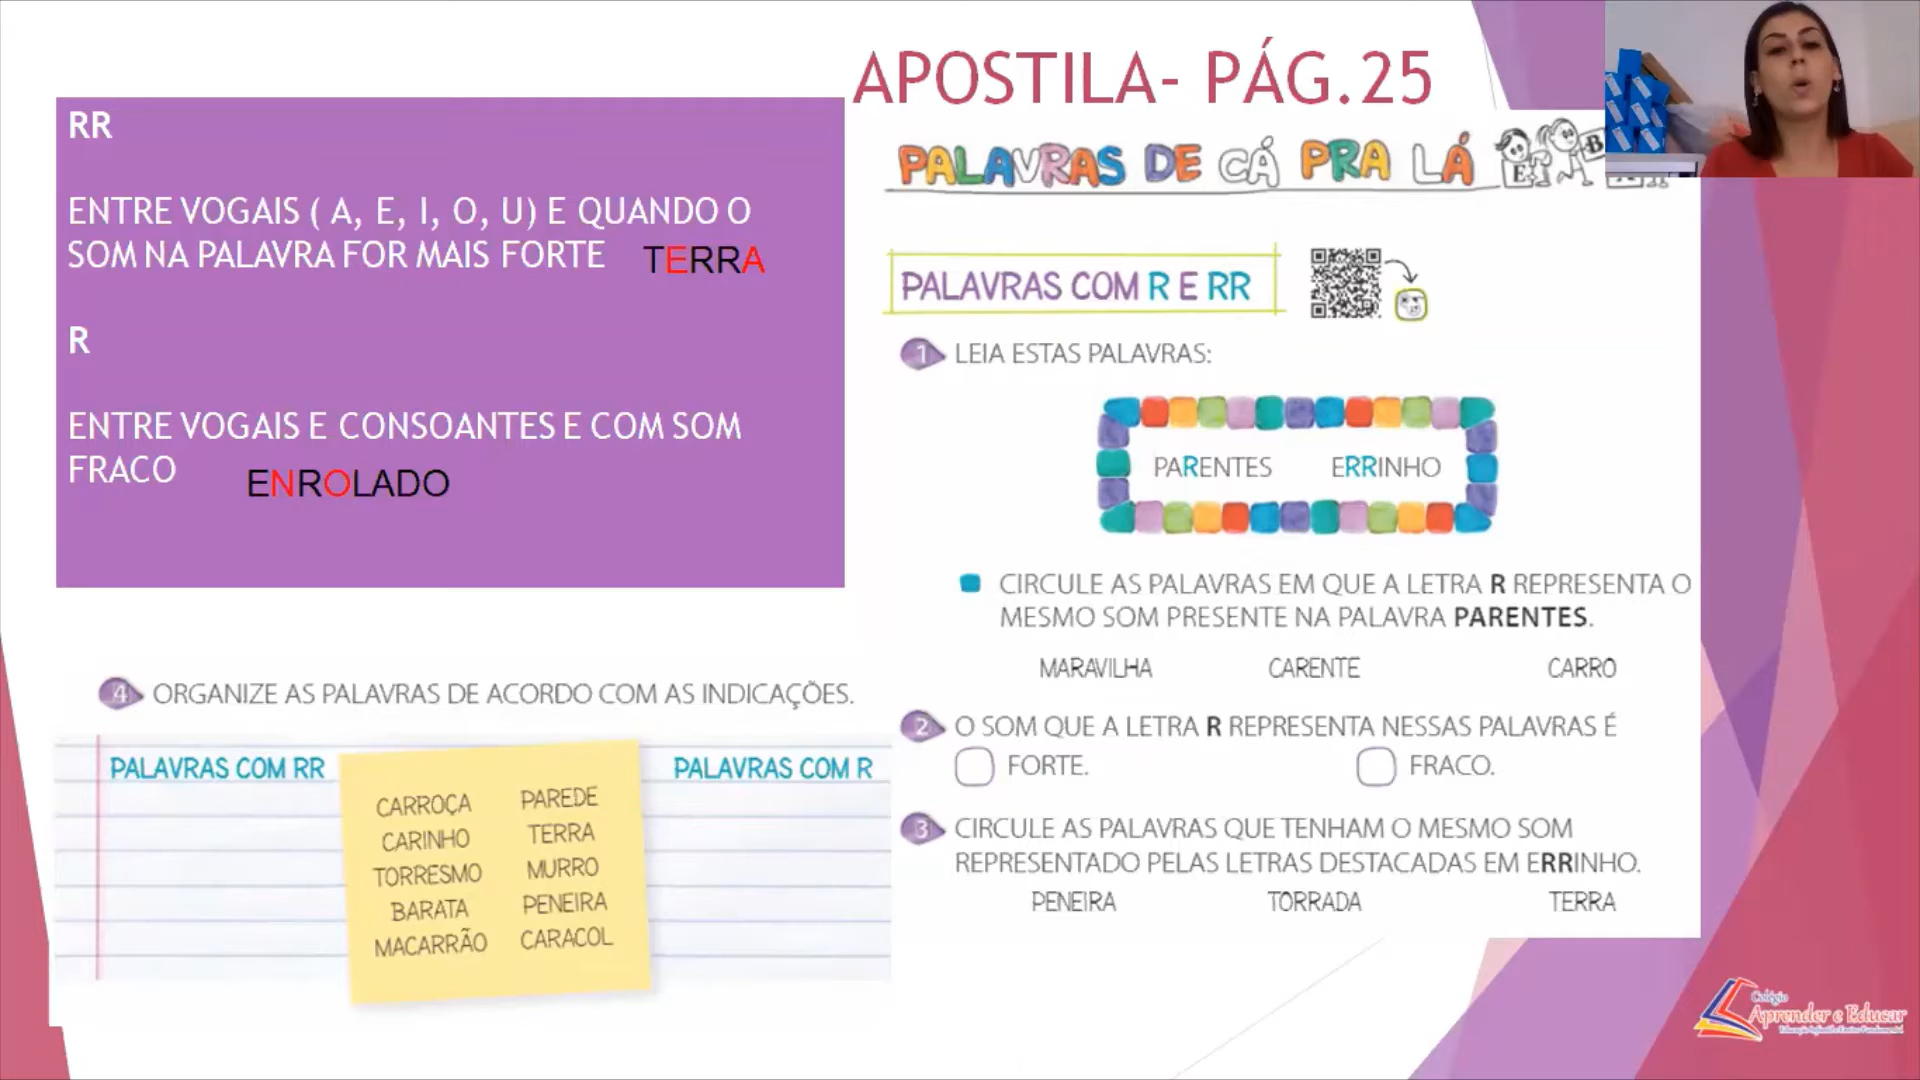 APOSTILA- PÁG.25
RR
ENTRE VOGAIS ( A, E, I, O, U) E QUANDO O
SOM NA PALAVRA FOR MAIS FORTE TERRA
R
ENTRE VOGAIS E CONSOANTES E COM SOM
FRACO ENROLADO
PALAVRAS DE CÁ PRA LÁ
E B
PALAVRAS COM R E RR
1 LEIA ESTAS PALAVRAS:
PARENTES ERRINHO
CIRCULE AS PALAVRAS EM QUE A LETRA R REPRESENTA O
MESMO SOM PRESENTE NA PALAVRA PARENTES.
MARAVILHA CARENTE CARRO
2 O SOM QUE A LETRA R REPRESENTA NESSAS PALAVRAS É
FORTE. FRACO.
3 CIRCULE AS PALAVRAS QUE TENHAM O MESMO SOM
REPRESENTADO PELAS LETRAS DESTACADAS EM ERRINHO.
PENEIRA TORRADA TERRA
4 ORGANIZE AS PALAVRAS DE ACORDO COM AS INDICAÇÕES.
PALAVRAS COM RR PALAVRAS COM R
CARROÇA PAREDE
CARINHO TERRA
TORRESMO MURRO
BARATA PENEIRA
MACARRÃO CARACOL
Colégio
Aprender e Educar